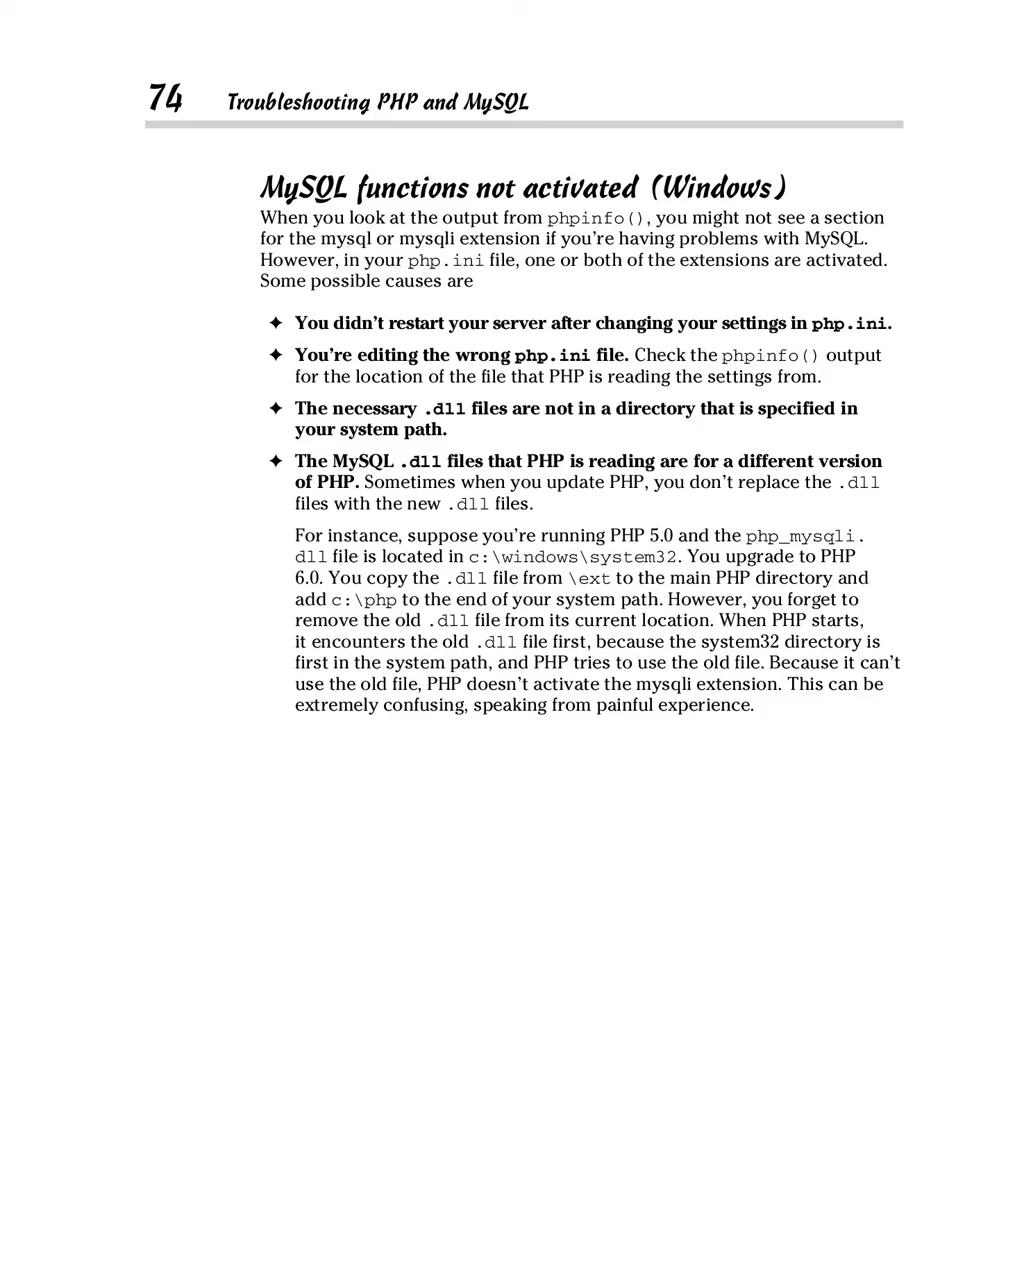 74 Troubleshooting PHP and MySQL
MySQL functions not activated (Windows)
When you look at the output from phpinfo(), you might not see a section
for the mysql or mysqli extension if you're having problems with MySQL.
However, in your php.ini file, one or both of the extensions are activated.
Some possible causes are
✦ You didn't restart your server after changing your settings in php.ini.
✦ You're editing the wrong php.ini file. Check the phpinfo() output
for the location of the file that PHP is reading the settings from.
✦ The necessary .dll files are not in a directory that is specified in
your system path.
✦ The MySQL .dll files that PHP is reading are for a different version
of PHP. Sometimes when you update PHP, you don't replace the .dll
files with the new .dll files.
For instance, suppose you're running PHP 5.0 and the php_mysqli.
dll file is located in c:\windows\system32. You upgrade to PHP
6.0. You copy the .dll file from \ext to the main PHP directory and
add c:\php to the end of your system path. However, you forget to
remove the old .dll file from its current location. When PHP starts,
it encounters the old .dll file first, because the system32 directory is
first in the system path, and PHP tries to use the old file. Because it can't
use the old file, PHP doesn't activate the mysqli extension. This can be
extremely confusing, speaking from painful experience.